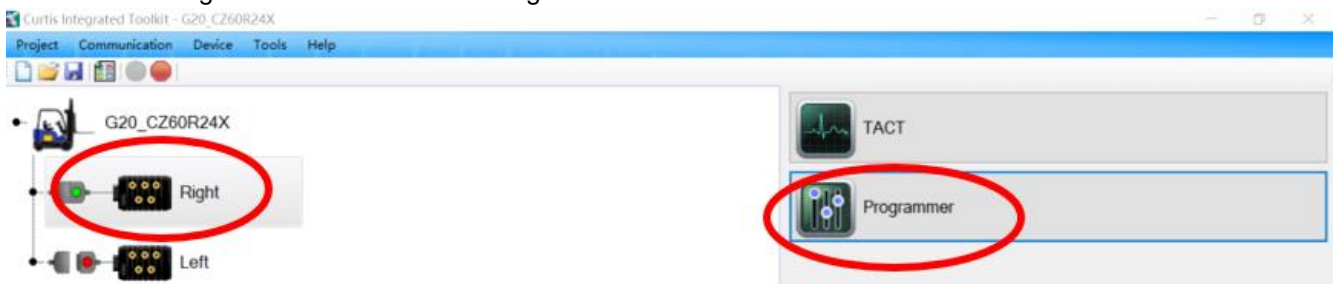 Curtis Integrated Toolkit - G20_CZ60R24X
Project Communication Device Tools Help
G20_CZ60R24X
TACT
Right
Programmer
Left